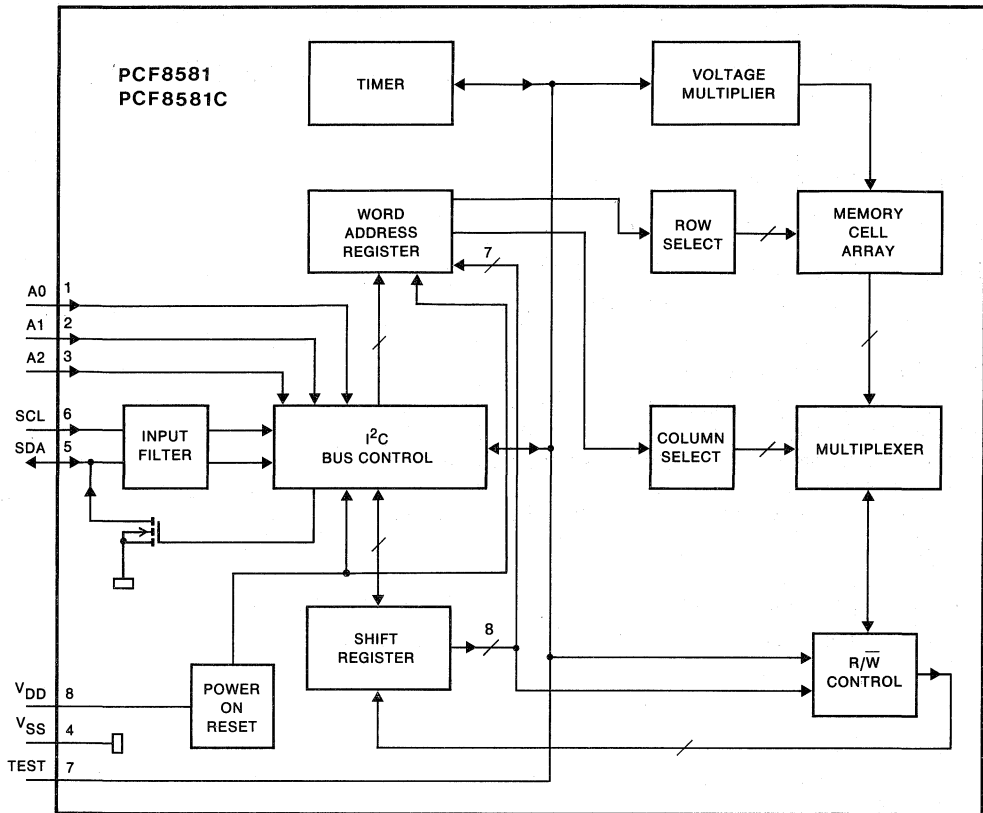 PCF8581
PCF8581C
TIMER
VOLTAGE
MULTIPLIER
WORD
ADDRESS
REGISTER
7
ROW
SELECT
MEMORY
CELL
ARRAY
A0 1
A1 2
A2 3
SCL 6
SDA 5
INPUT
FILTER
I²C
BUS CONTROL
COLUMN
SELECT
MULTIPLEXER
SHIFT
REGISTER
8
R/W̅
CONTROL
POWER
ON
RESET
VDD 8
VSS 4
TEST 7